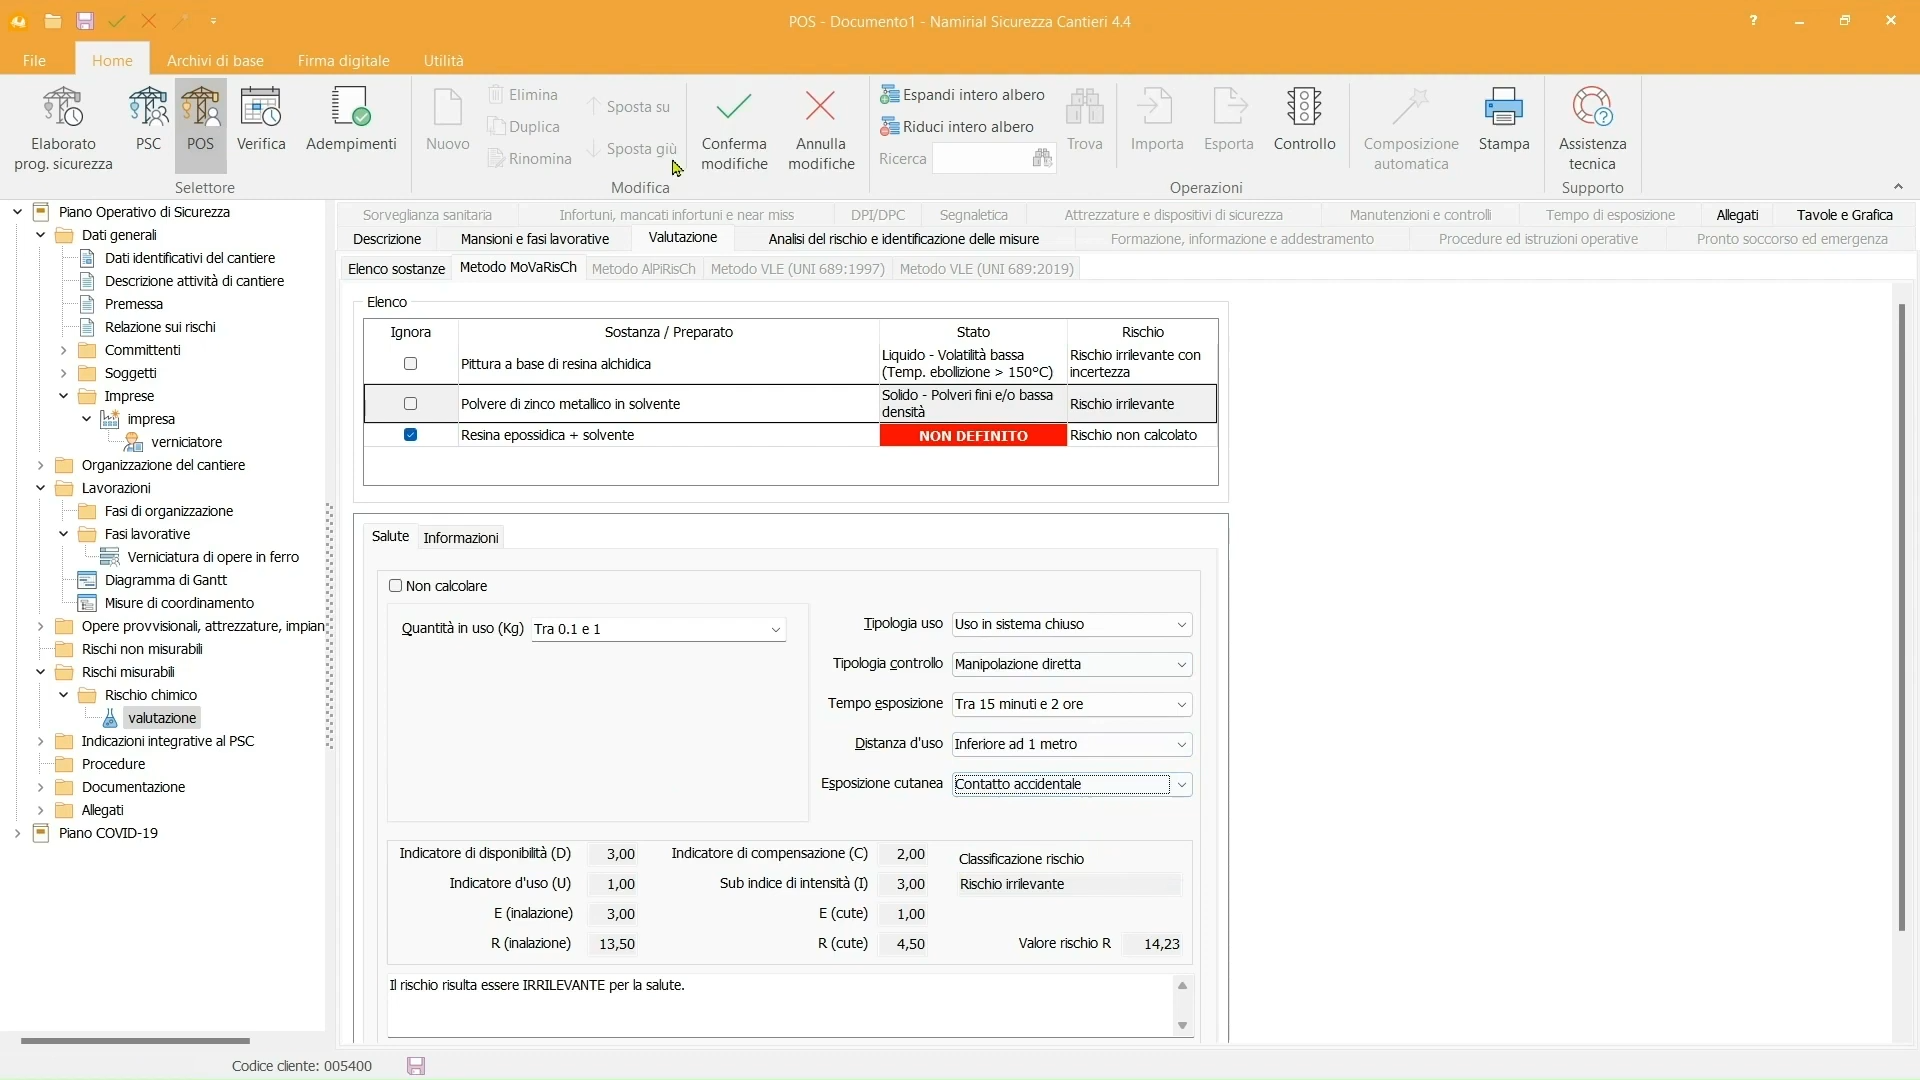 POS - Documento1 - Namirial Sicurezza Cantieri 4.4
?
File
Home
Archivi di base
Firma digitale
Utilità
Elaborato
prog. sicurezza
PSC
POS
Verifica
Adempimenti
Selettore
Nuovo
Elimina
Duplica
Rinomina
Sposta su
Sposta giù
Conferma
modifiche
Annulla
modifiche
Modifica
Espandi intero albero
Riduci intero albero
Ricerca
Trova
Importa
Esporta
Controllo
Composizione
automatica
Stampa
Operazioni
Assistenza
tecnica
Supporto
Piano Operativo di Sicurezza
Dati generali
Dati identificativi del cantiere
Descrizione attività di cantiere
Premessa
Relazione sui rischi
Committenti
Soggetti
Imprese
impresa
verniciatore
Organizzazione del cantiere
Lavorazioni
Fasi di organizzazione
Fasi lavorative
Verniciatura di opere in ferro
Diagramma di Gantt
Misure di coordinamento
Opere provvisionali, attrezzature, impian
Rischi non misurabili
Rischi misurabili
Rischio chimico
valutazione
Indicazioni integrative al PSC
Procedure
Documentazione
Allegati
Piano COVID-19
Sorveglianza sanitaria
Infortuni, mancati infortuni e near miss
DPI/DPC
Segnaletica
Attrezzature e dispositivi di sicurezza
Manutenzioni e controlli
Tempo di esposizione
Allegati
Tavole e Grafica
Descrizione
Mansioni e fasi lavorative
Valutazione
Analisi del rischio e identificazione delle misure
Formazione, informazione e addestramento
Procedure ed istruzioni operative
Pronto soccorso ed emergenza
Elenco sostanze
Metodo MoVaRisCh
Metodo AlPiRisCh
Metodo VLE (UNI 689:1997)
Metodo VLE (UNI 689:2019)
Elenco
Ignora
Sostanza / Preparato
Stato
Rischio
Pittura a base di resina alchidica
Liquido - Volatilità bassa
(Temp. ebollizione > 150°C)
Rischio irrilevante con
incertezza
Polvere di zinco metallico in solvente
Solido - Polveri fini e/o bassa
densità
Rischio irrilevante
Resina epossidica + solvente
NON DEFINITO
Rischio non calcolato
Salute
Informazioni
Non calcolare
Quantità in uso (Kg)
Tra 0.1 e 1
Tipologia uso
Uso in sistema chiuso
Tipologia controllo
Manipolazione diretta
Tempo esposizione
Tra 15 minuti e 2 ore
Distanza d'uso
Inferiore ad 1 metro
Esposizione cutanea
Contatto accidentale
Indicatore di disponibilità (D)
3,00
Indicatore di compensazione (C)
2,00
Classificazione rischio
Indicatore d'uso (U)
1,00
Sub indice di intensità (I)
3,00
Rischio irrilevante
E (inalazione)
3,00
E (cute)
1,00
R (inalazione)
13,50
R (cute)
4,50
Valore rischio R
14,23
Il rischio risulta essere IRRILEVANTE per la salute.
Codice cliente: 005400